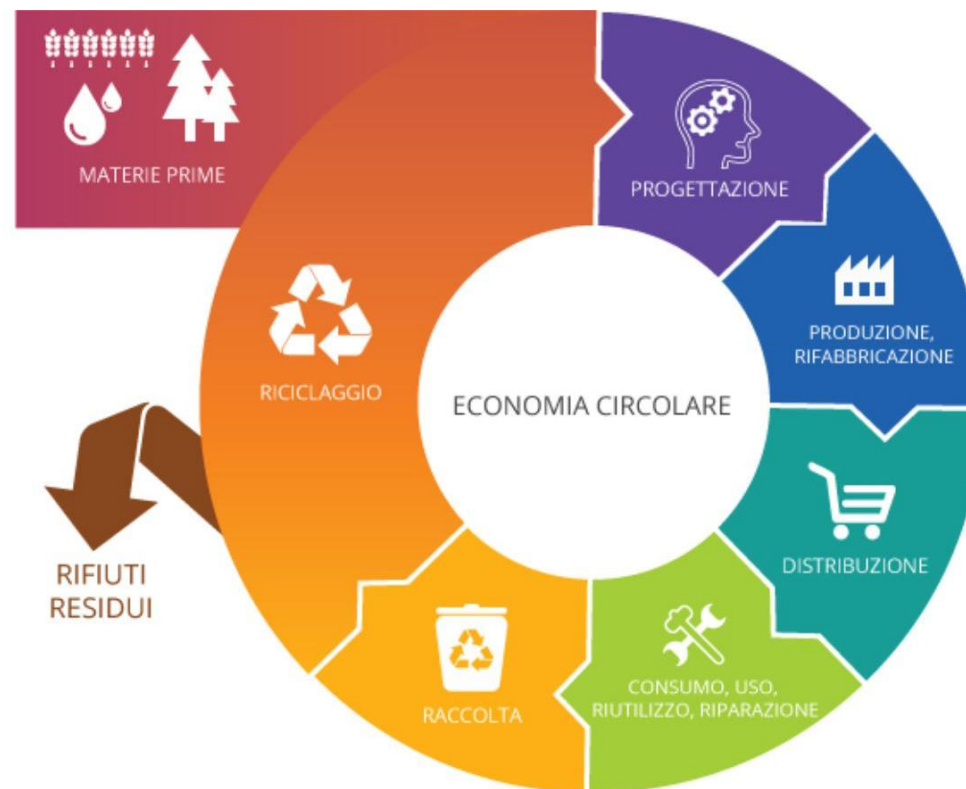 MATERIE PRIME
PROGETTAZIONE
PRODUZIONE,
RIFABBRICAZIONE
DISTRIBUZIONE
CONSUMO, USO,
RIUTILIZZO, RIPARAZIONE
RACCOLTA
RICICLAGGIO
RIFIUTI
RESIDUI
ECONOMIA CIRCOLARE